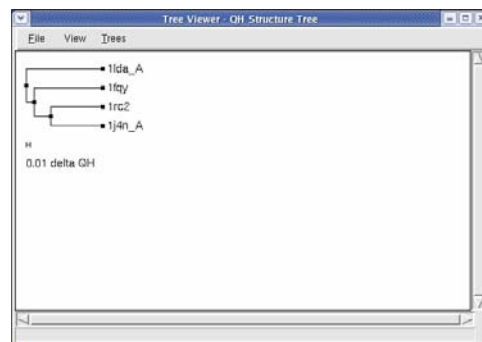 Tree Viewer - QH Structure Tree
File View Trees
1lda_A
1fqy
1rc2
1j4n_A
0.01 delta QH